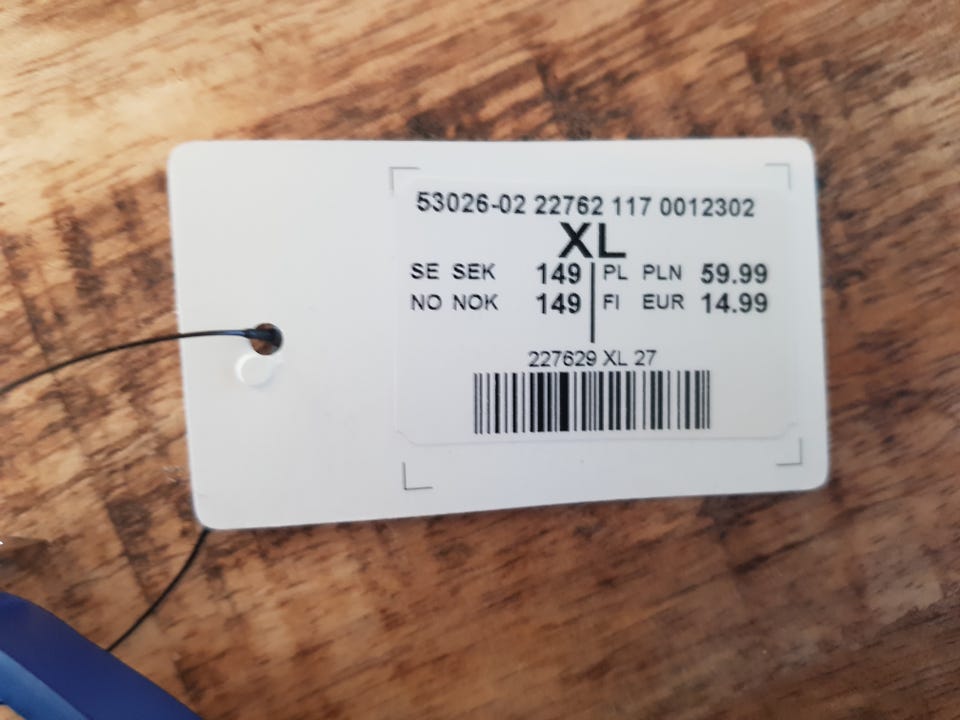 53026-02 22762 117 0012302
XL
SE SEK 149 PL PLN 59.99
NO NOK 149 FI EUR 14.99
227629 XL 27